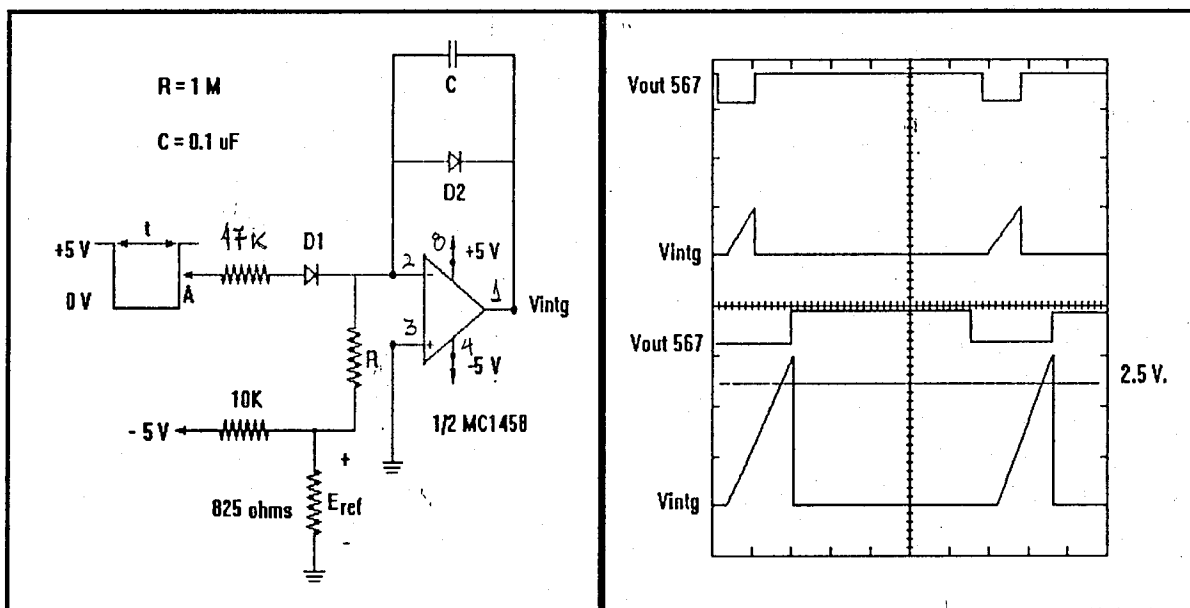 R = 1 M
C = 0.1 uF
C
D2
+5 V
t
47K
D1
0 V
A
2
8
+5 V
1
Vintg
3
4
-5 V
R
10K
- 5 V
1/2 MC1458
+
825 ohms
Eref
-
Vout 567
Vintg
Vout 567
2.5 V.
Vintg